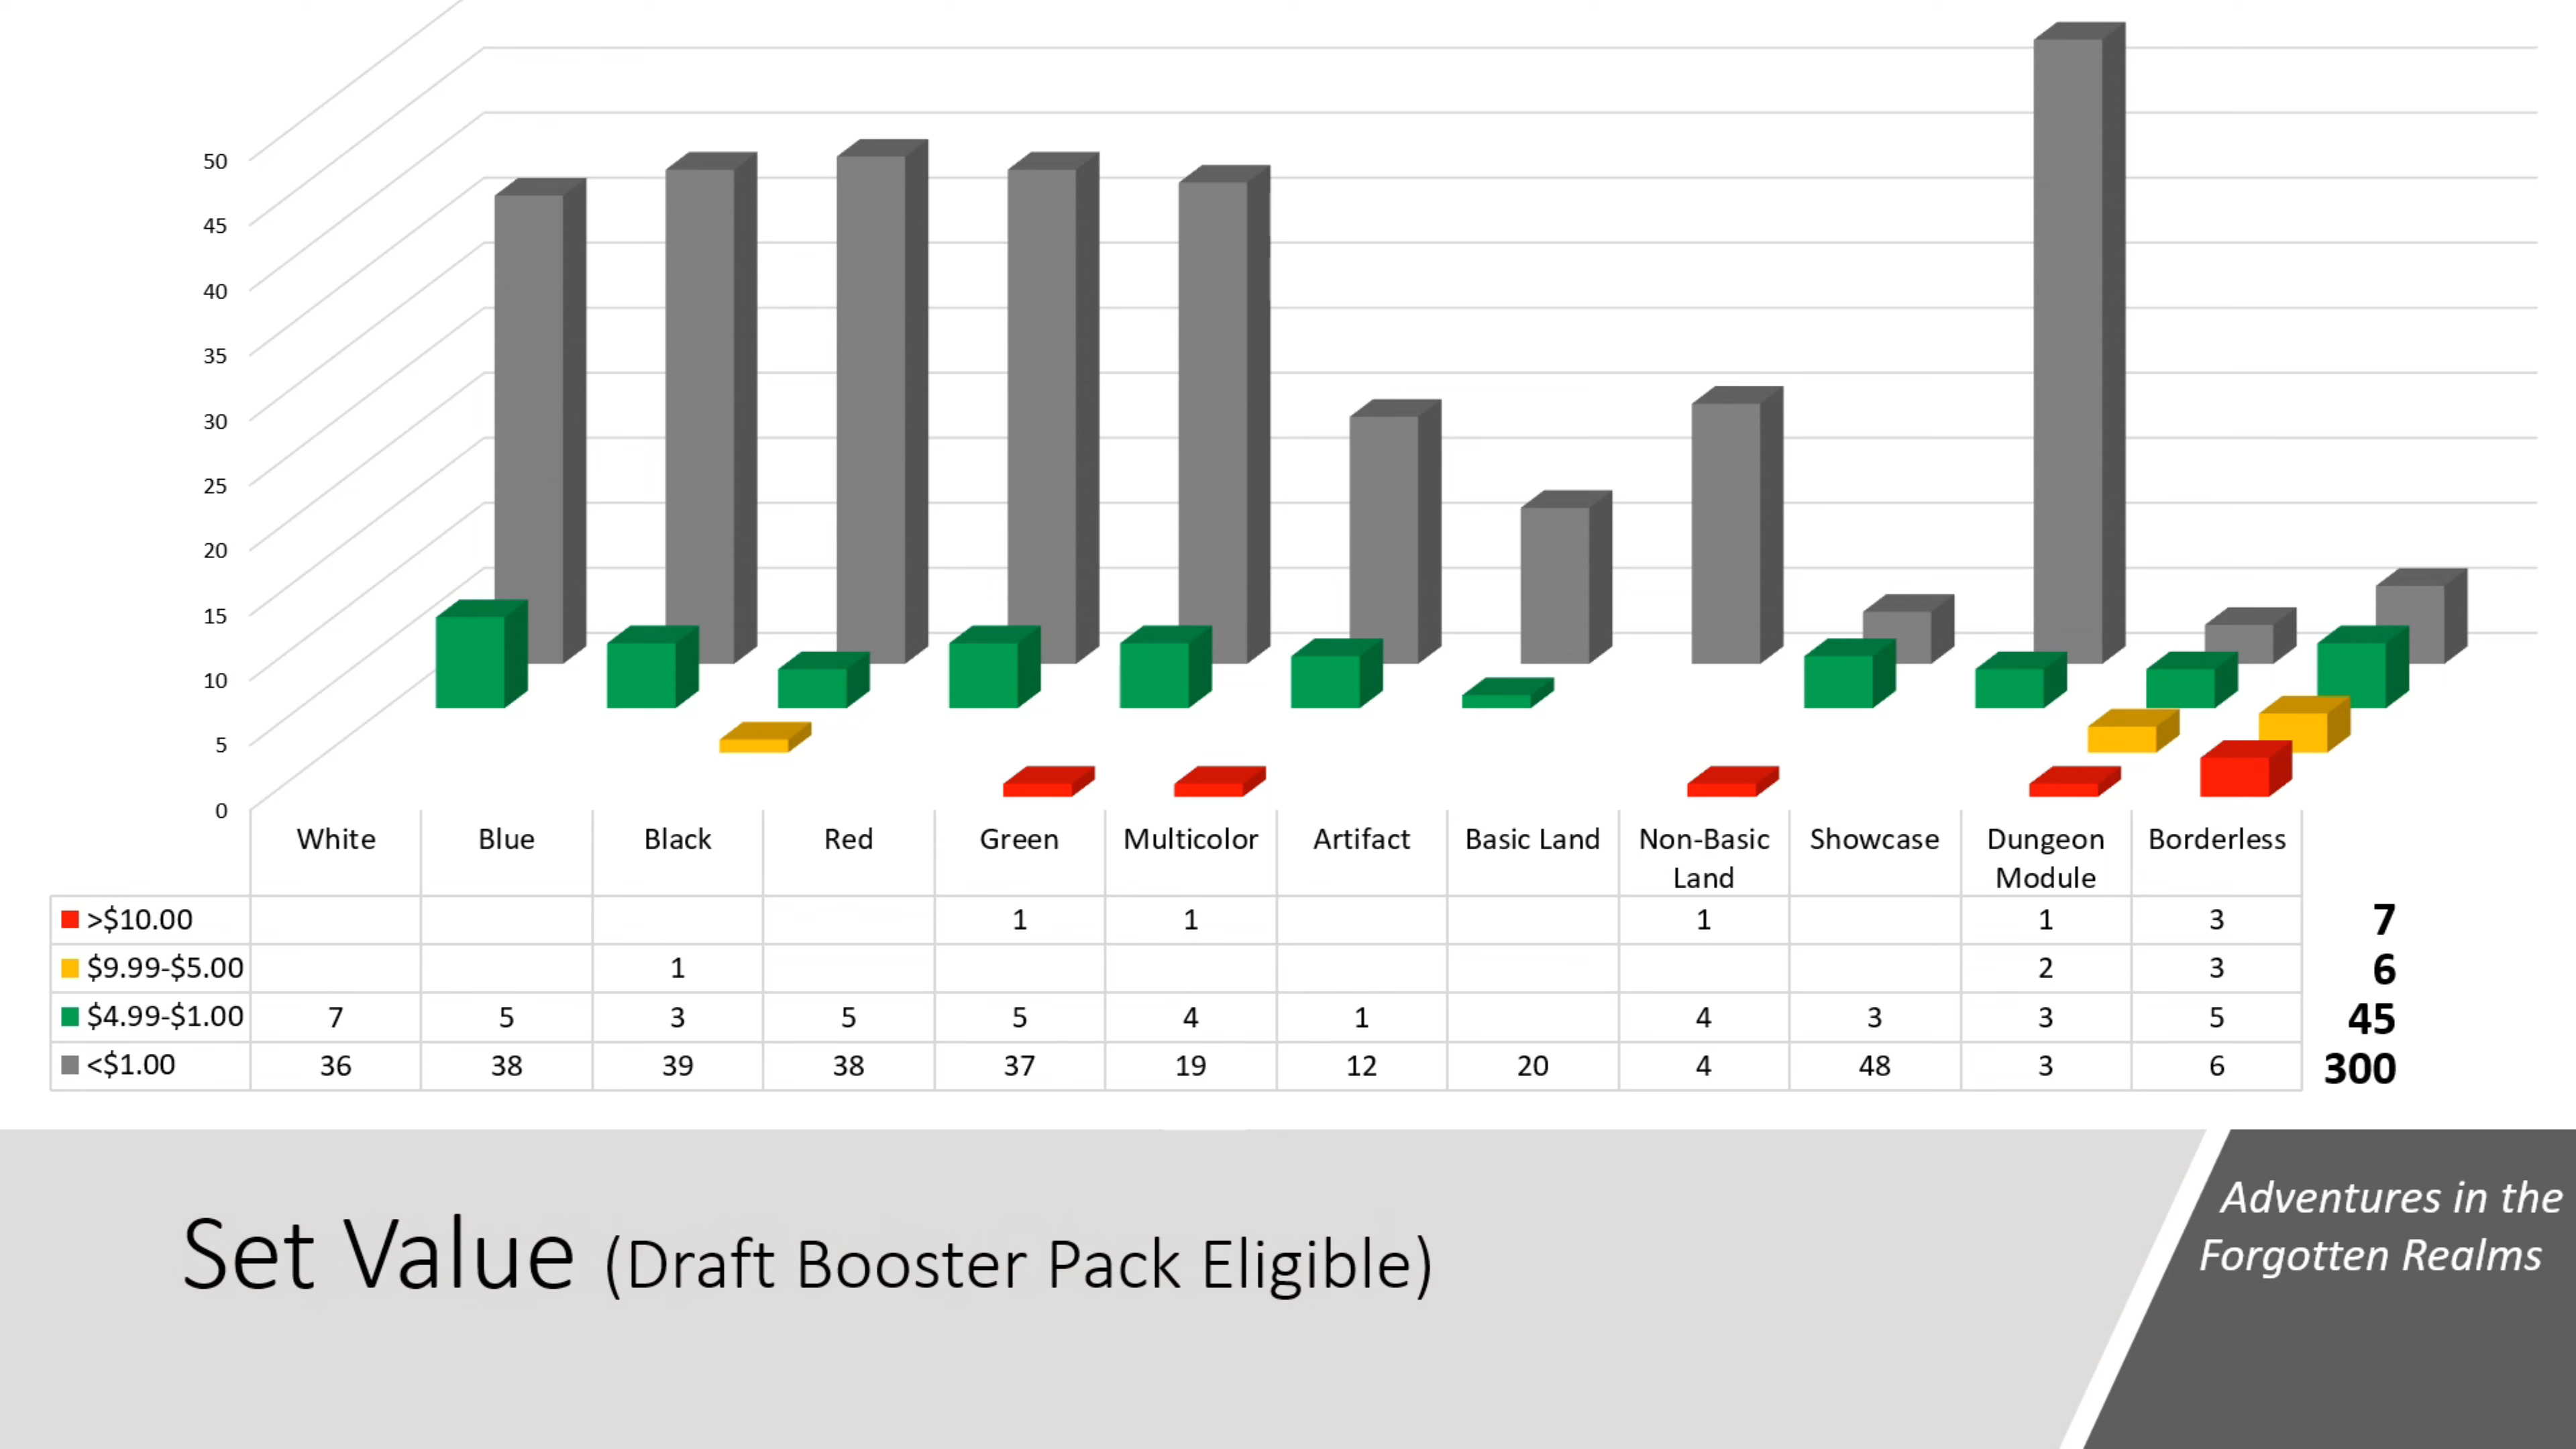 50
45
40
35
30
25
20
15
10
5
0
White Blue Black Red Green Multicolor Artifact Basic Land Non-Basic Land Showcase Dungeon Module Borderless
>$10.00 1 1 1 1 3 7
$9.99-$5.00 1 2 3 6
$4.99-$1.00 7 5 3 5 5 4 1 4 3 3 5 45
<$1.00 36 38 39 38 37 19 12 20 4 48 3 6 300
Set Value (Draft Booster Pack Eligible)
Adventures in the
Forgotten Realms